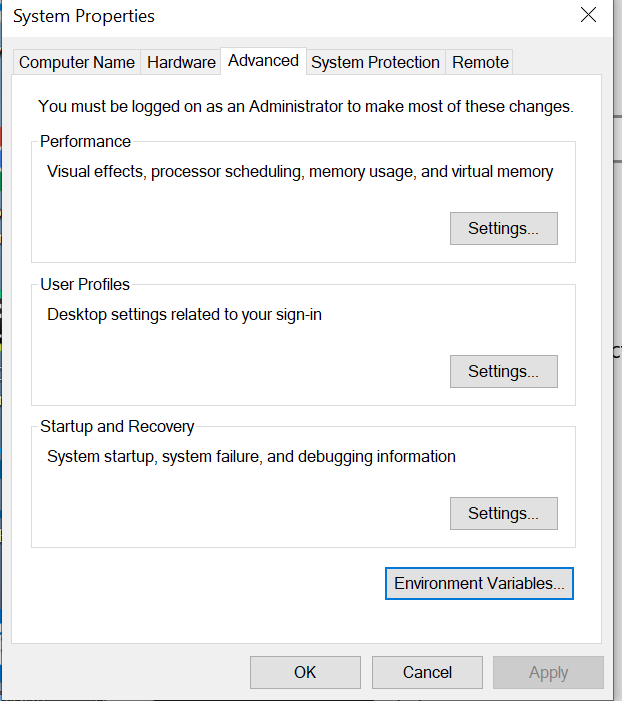 System Properties
Computer Name
Hardware
Advanced
System Protection
Remote
You must be logged on as an Administrator to make most of these changes.
Performance
Visual effects, processor scheduling, memory usage, and virtual memory
Settings...
User Profiles
Desktop settings related to your sign-in
Settings...
Startup and Recovery
System startup, system failure, and debugging information
Settings...
Environment Variables...
OK
Cancel
Apply